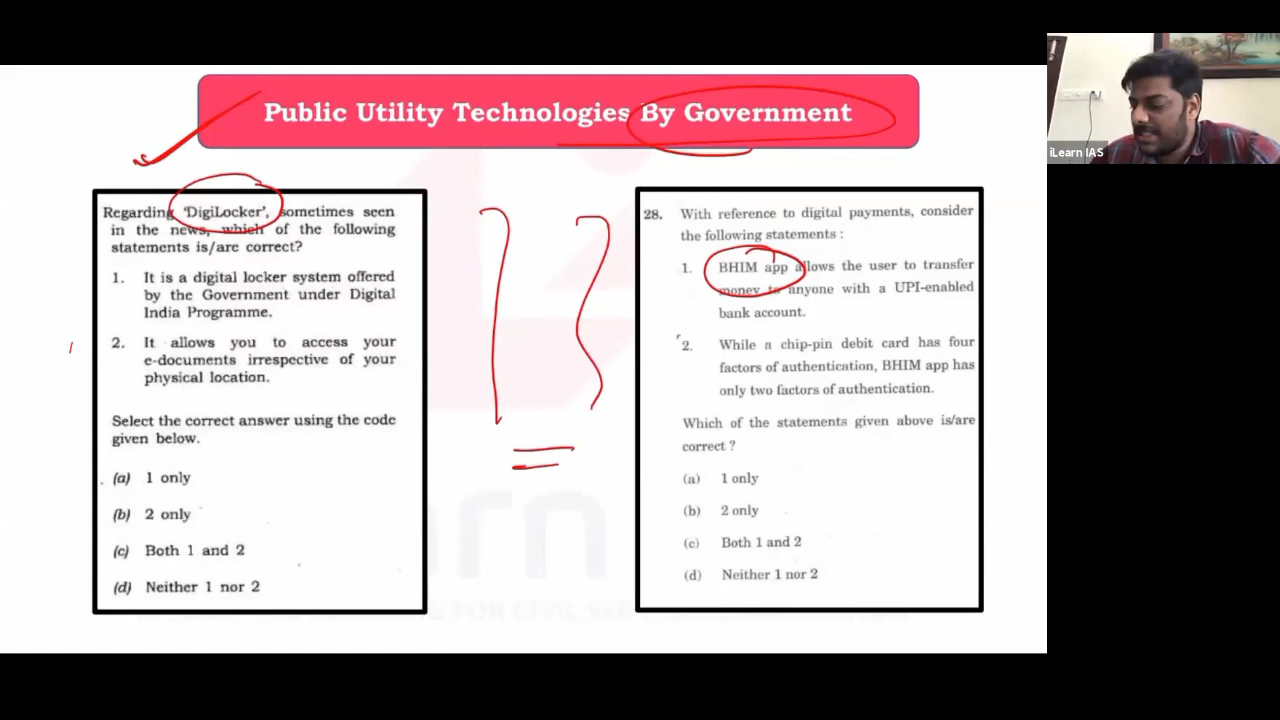 Public Utility Technologies By Government
iLearn IAS
Regarding 'DigiLocker', sometimes seen
in the news, which of the following
statements is/are correct?
1. It is a digital locker system offered
by the Government under Digital
India Programme.
2. It allows you to access your
e-documents irrespective of your
physical location.
Select the correct answer using the code
given below.
(a) 1 only
(b) 2 only
(c) Both 1 and 2
(d) Neither 1 nor 2
28. With reference to digital payments, consider
the following statements :
1. BHIM app allows the user to transfer
money to anyone with a UPI-enabled
bank account.
2. While a chip-pin debit card has four
factors of authentication, BHIM app has
only two factors of authentication.
Which of the statements given above is/are
correct ?
(a) 1 only
(b) 2 only
(c) Both 1 and 2
(d) Neither 1 nor 2